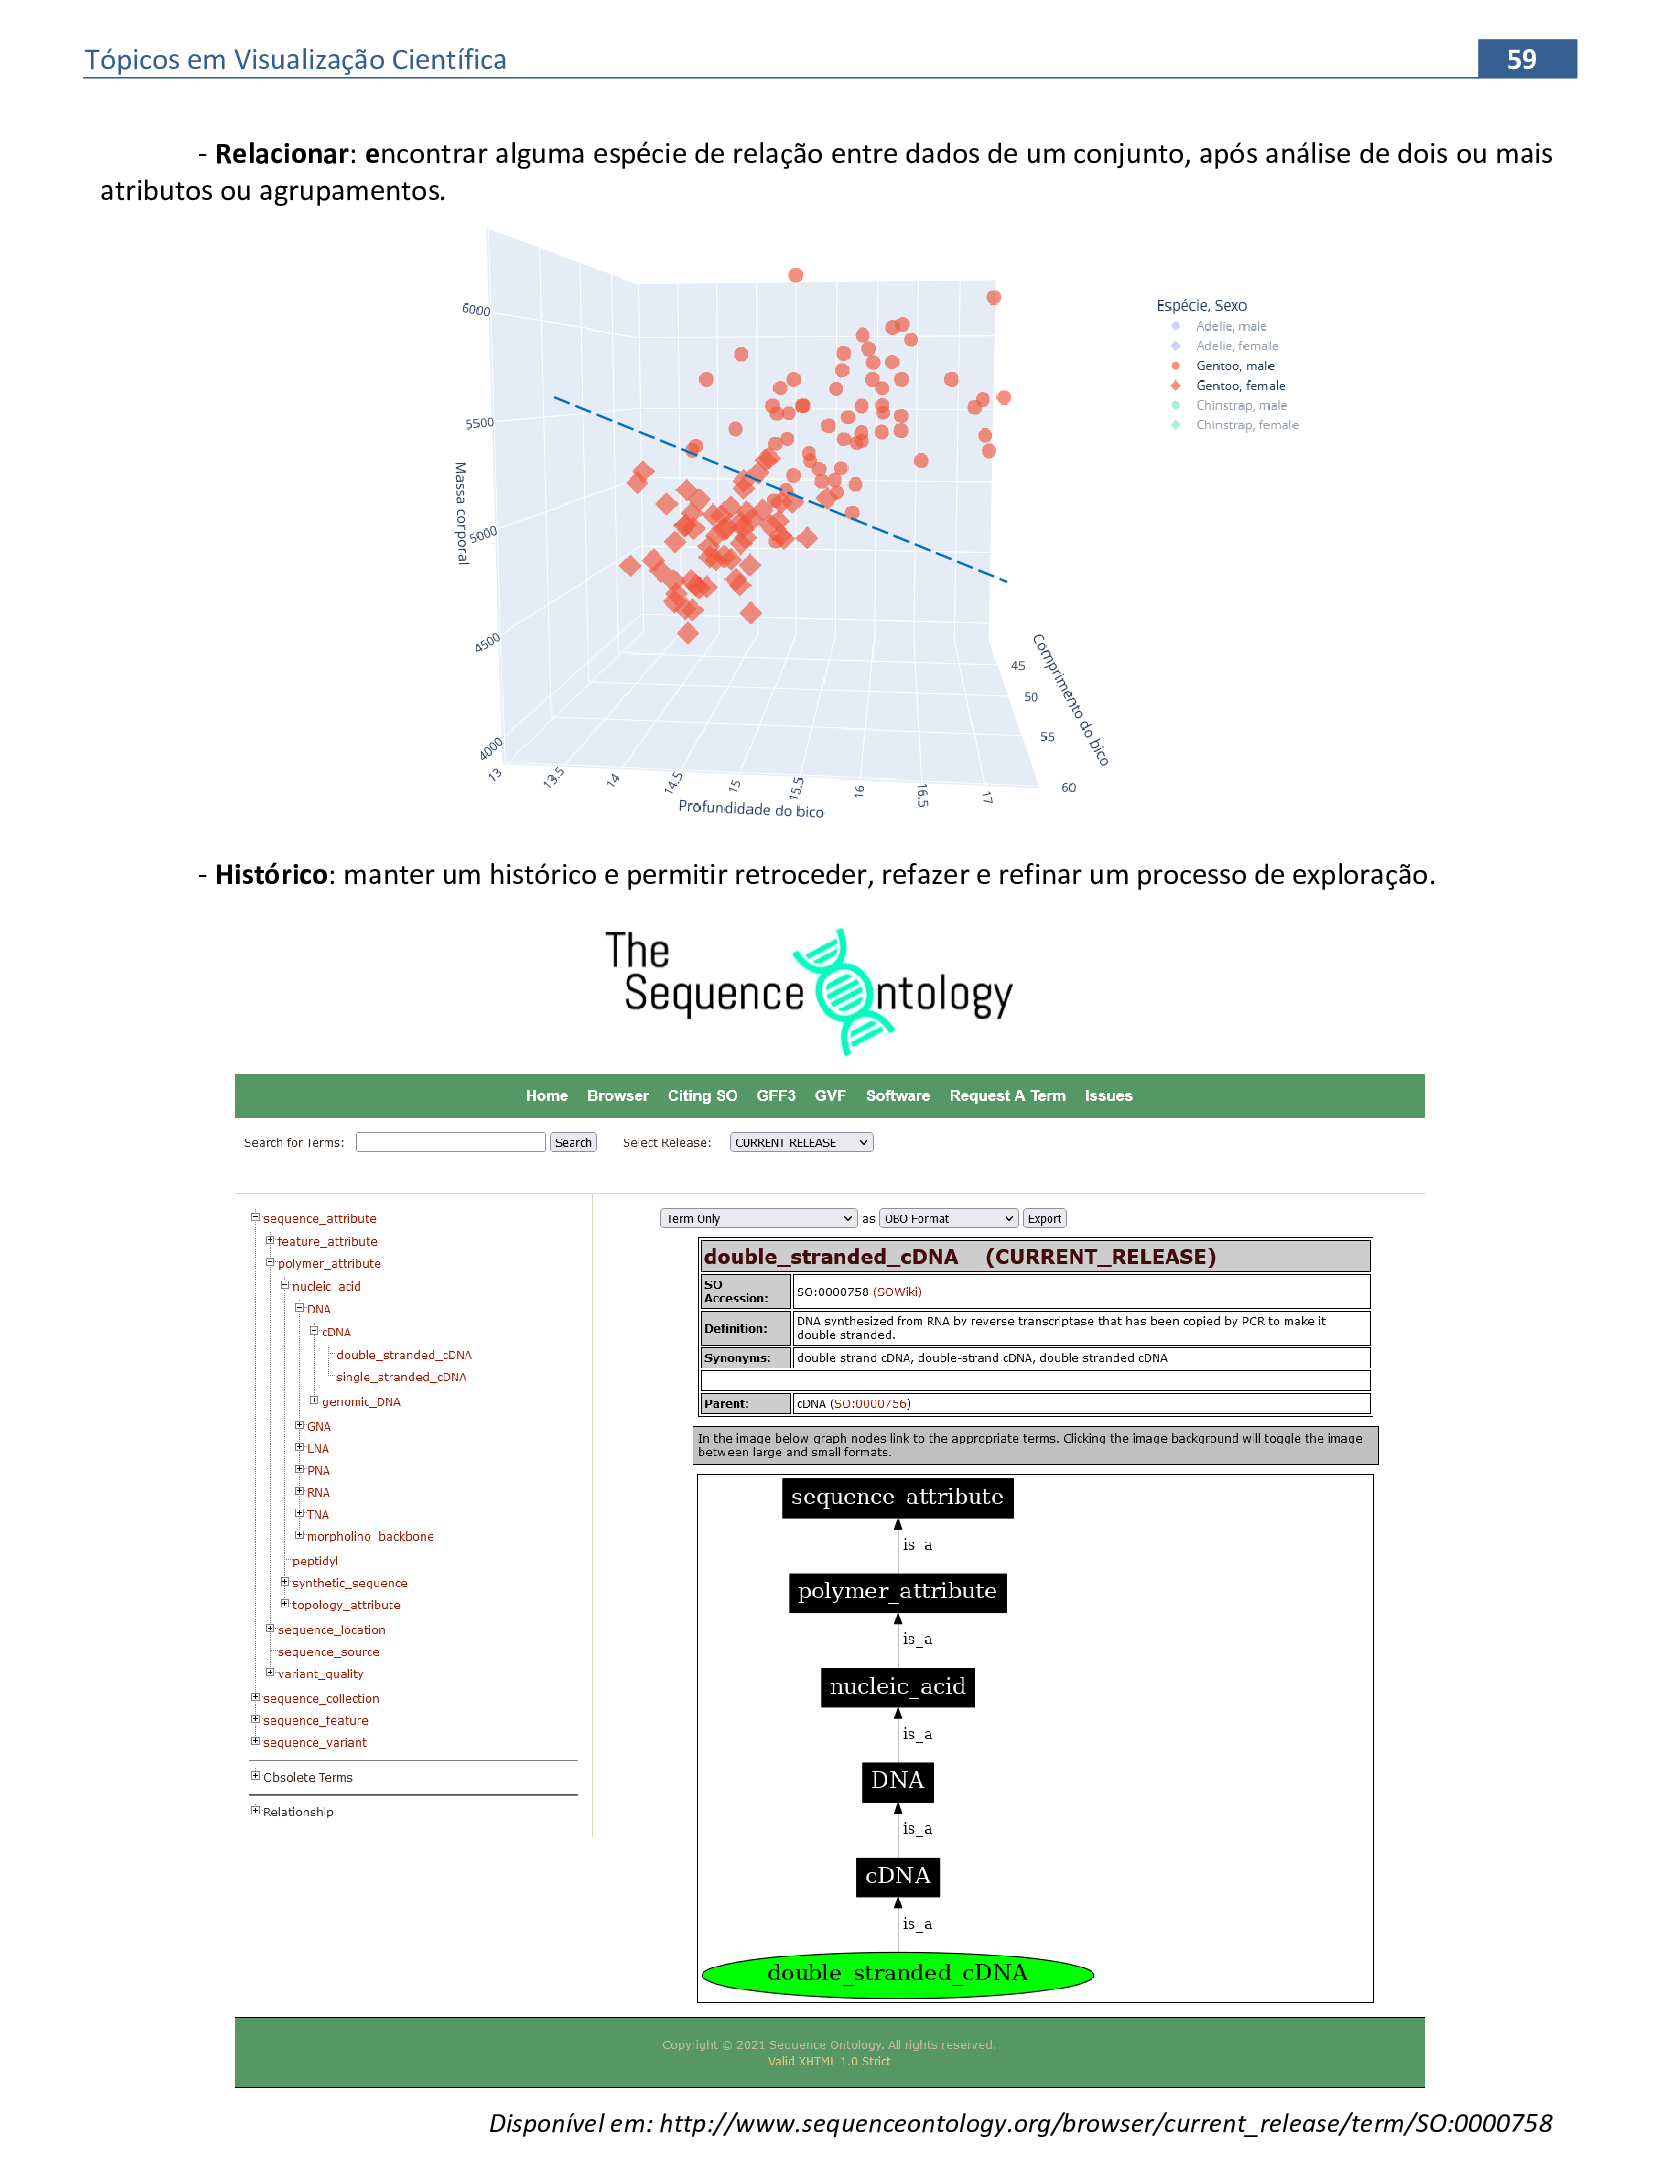 Tópicos em Visualização Científica 59
- Relacionar: encontrar alguma espécie de relação entre dados de um conjunto, após análise de dois ou mais
atributos ou agrupamentos.
6000
5500
5000
4500
4000
Massa corporal
13
13.5
14
14.5
15
15.5
16
16.5
17
Profundidade do bico
45
50
55
60
Comprimento do bico
Espécie, Sexo
Adelie, male
Adelie, female
Gentoo, male
Gentoo, female
Chinstrap, male
Chinstrap, female
- Histórico: manter um histórico e permitir retroceder, refazer e refinar um processo de exploração.
The
Sequence Ontology
Home Browser Citing SO GFF3 GVF Software Request A Term Issues
Search for Terms: Search Select Release: CURRENT RELEASE
sequence_attribute
feature_attribute
polymer_attribute
nucleic_acid
DNA
cDNA
double_stranded_cDNA
single_stranded_cDNA
genomic_DNA
GNA
LNA
PNA
RNA
TNA
morpholino_backbone
peptidyl
synthetic_sequence
topology_attribute
sequence_location
sequence_source
variant_quality
sequence_collection
sequence_feature
sequence_variant
Obsolete Terms
Relationship
Term Only as OBO Format Export
double_stranded_cDNA (CURRENT_RELEASE)
SO
Accession: SO:0000758 (SOWiki)
Definition: DNA synthesized from RNA by reverse transcriptase that has been copied by PCR to make it
double stranded.
Synonyms: double strand cDNA, double-strand cDNA, double stranded cDNA
Parent: cDNA (SO:0000756)
In the image below graph nodes link to the appropriate terms. Clicking the image background will toggle the image
between large and small formats.
sequence_attribute
is_a
polymer_attribute
is_a
nucleic_acid
is_a
DNA
is_a
cDNA
is_a
double_stranded_cDNA
Copyright © 2021 Sequence Ontology. All rights reserved.
Valid XHTML 1.0 Strict
Disponível em: http://www.sequenceontology.org/browser/current_release/term/SO:0000758